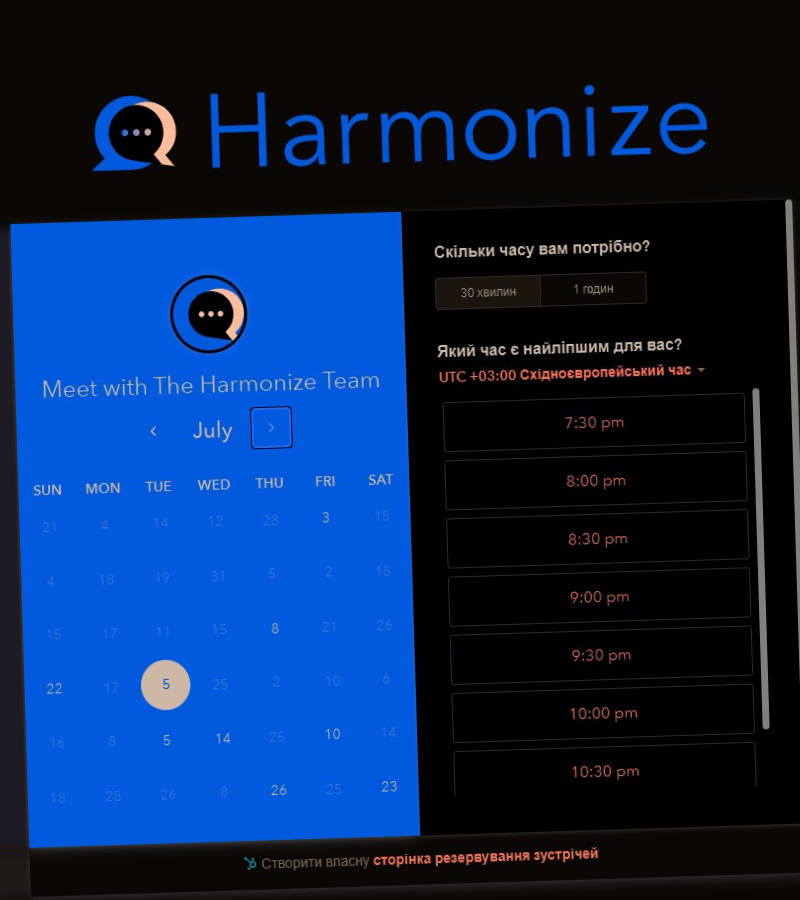 Harmonize
Meet with The Harmonize Team
July
SUN MON TUE WED THU FRI SAT
21 4 14 12 28 3 15
4 18 19 31 5 2 18
15 17 11 15 8 21 26
22 17 5 25 2 10 6
16 8 5 14 25 10 14
18 28 26 8 26 25 23
Скільки часу вам потрібно?
30 хвилин 1 годин
Який час є найліпшим для вас?
UTC +03:00 Східноєвропейський час
7:30 pm
8:00 pm
8:30 pm
9:00 pm
9:30 pm
10:00 pm
10:30 pm
Створити власну сторінка резервування зустрічей